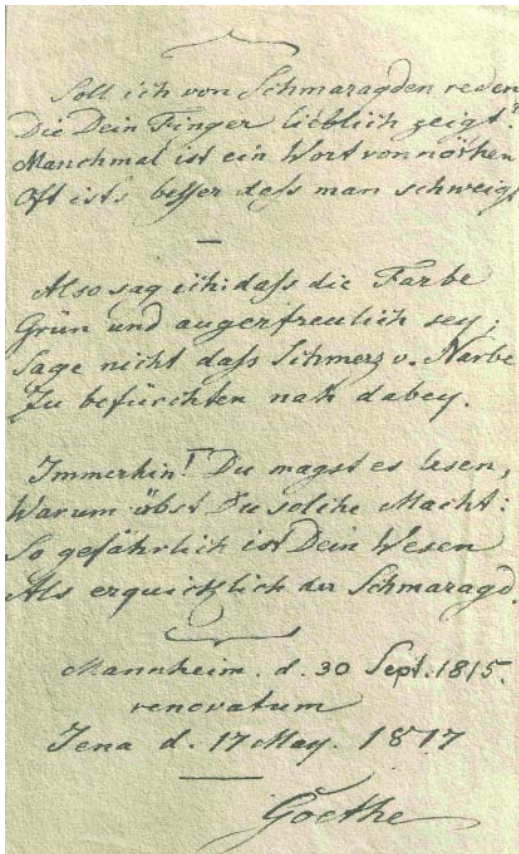 Soll ich von Schmaragden reden
Die Dein Finger lieblich zeigt?
Manchmal ist ein Wort vonnöthen
Oft ists besser dass man schweigt
Also sag ich: dass die Farbe
Grün und augerfreulich sey;
Sage nicht dass Schmerz u. Narbe
Zu befürchten nah dabey.
Immerhin! Du magst es lesen,
Warum übst Du solche Macht:
So gefährlich ist Dein Wesen
Als erquicklich der Schmaragd.
Mannheim. d. 30 Sept. 1815.
renovatum
Jena d. 17 May. 1817
Goethe